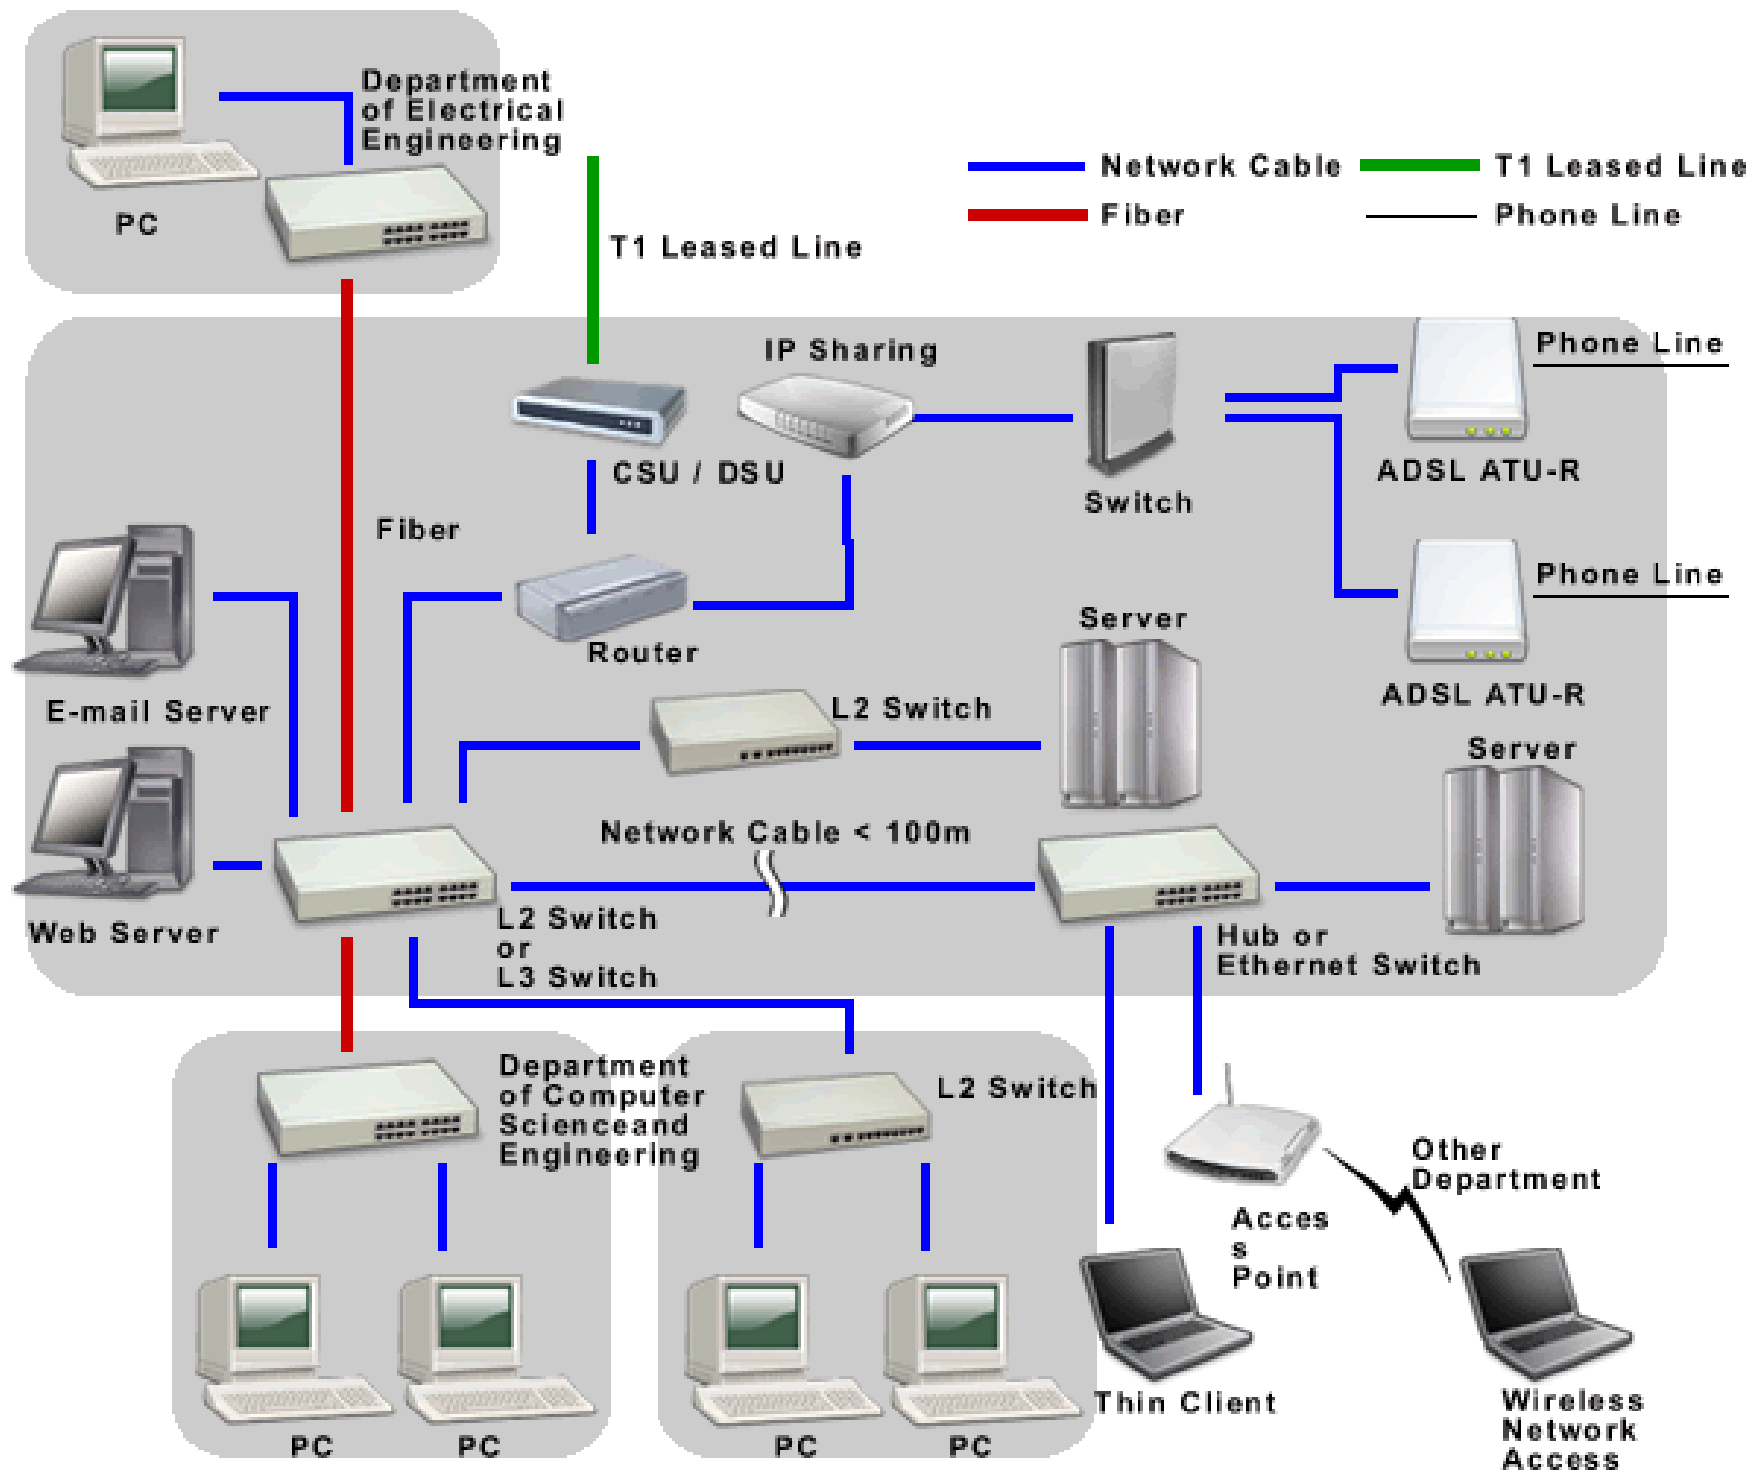 Department
of Electrical
Engineering
PC
Network Cable
T1 Leased Line
Fiber
Phone Line
T1 Leased Line
IP Sharing
Phone Line
CSU / DSU
Switch
ADSL ATU-R
Fiber
Phone Line
Router
Server
E-mail Server
L2 Switch
ADSL ATU-R
Server
Network Cable < 100m
Web Server
L2 Switch
or
L3 Switch
Hub or
Ethernet Switch
Department
of Computer
Scienceand
Engineering
L2 Switch
Other
Department
Acces
s
Point
Thin Client
Wireless
Network
Access
PC
PC
PC
PC